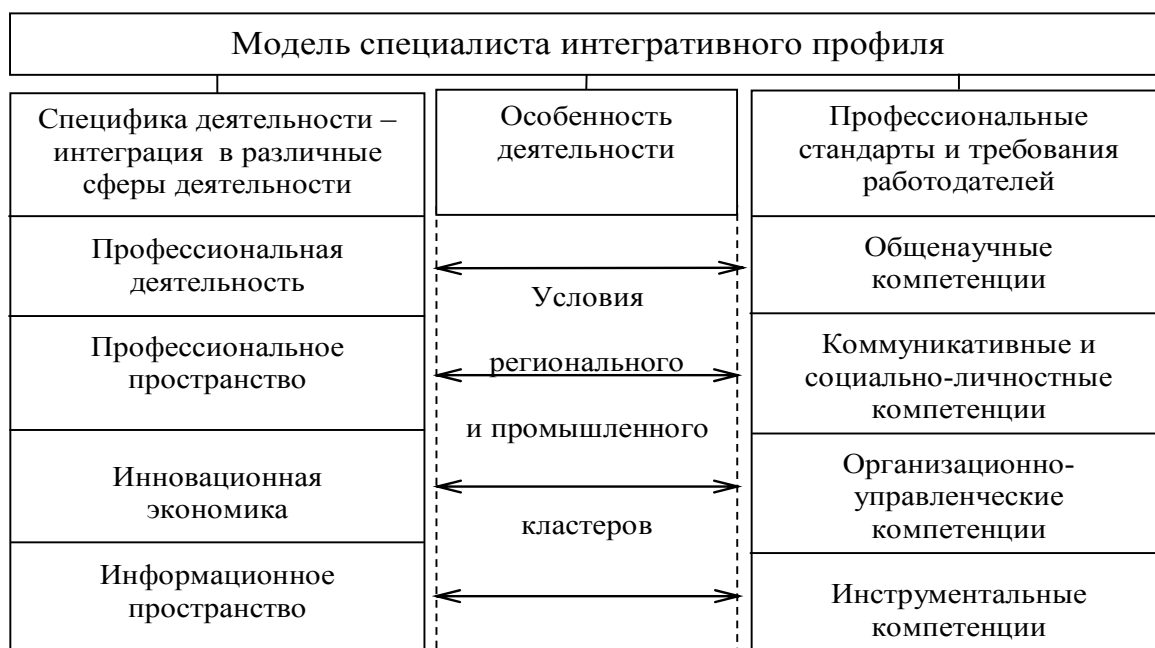 Модель специалиста интегративного профиля
Специфика деятельности –
интеграция в различные
сферы деятельности
Профессиональная
деятельность
Профессиональное
пространство
Инновационная
экономика
Информационное
пространство
Особенность
деятельности
Условия
регионального
и промышленного
кластеров
Профессиональные
стандарты и требования
работодателей
Общенаучные
компетенции
Коммуникативные и
социально-личностные
компетенции
Организационно-
управленческие
компетенции
Инструментальные
компетенции